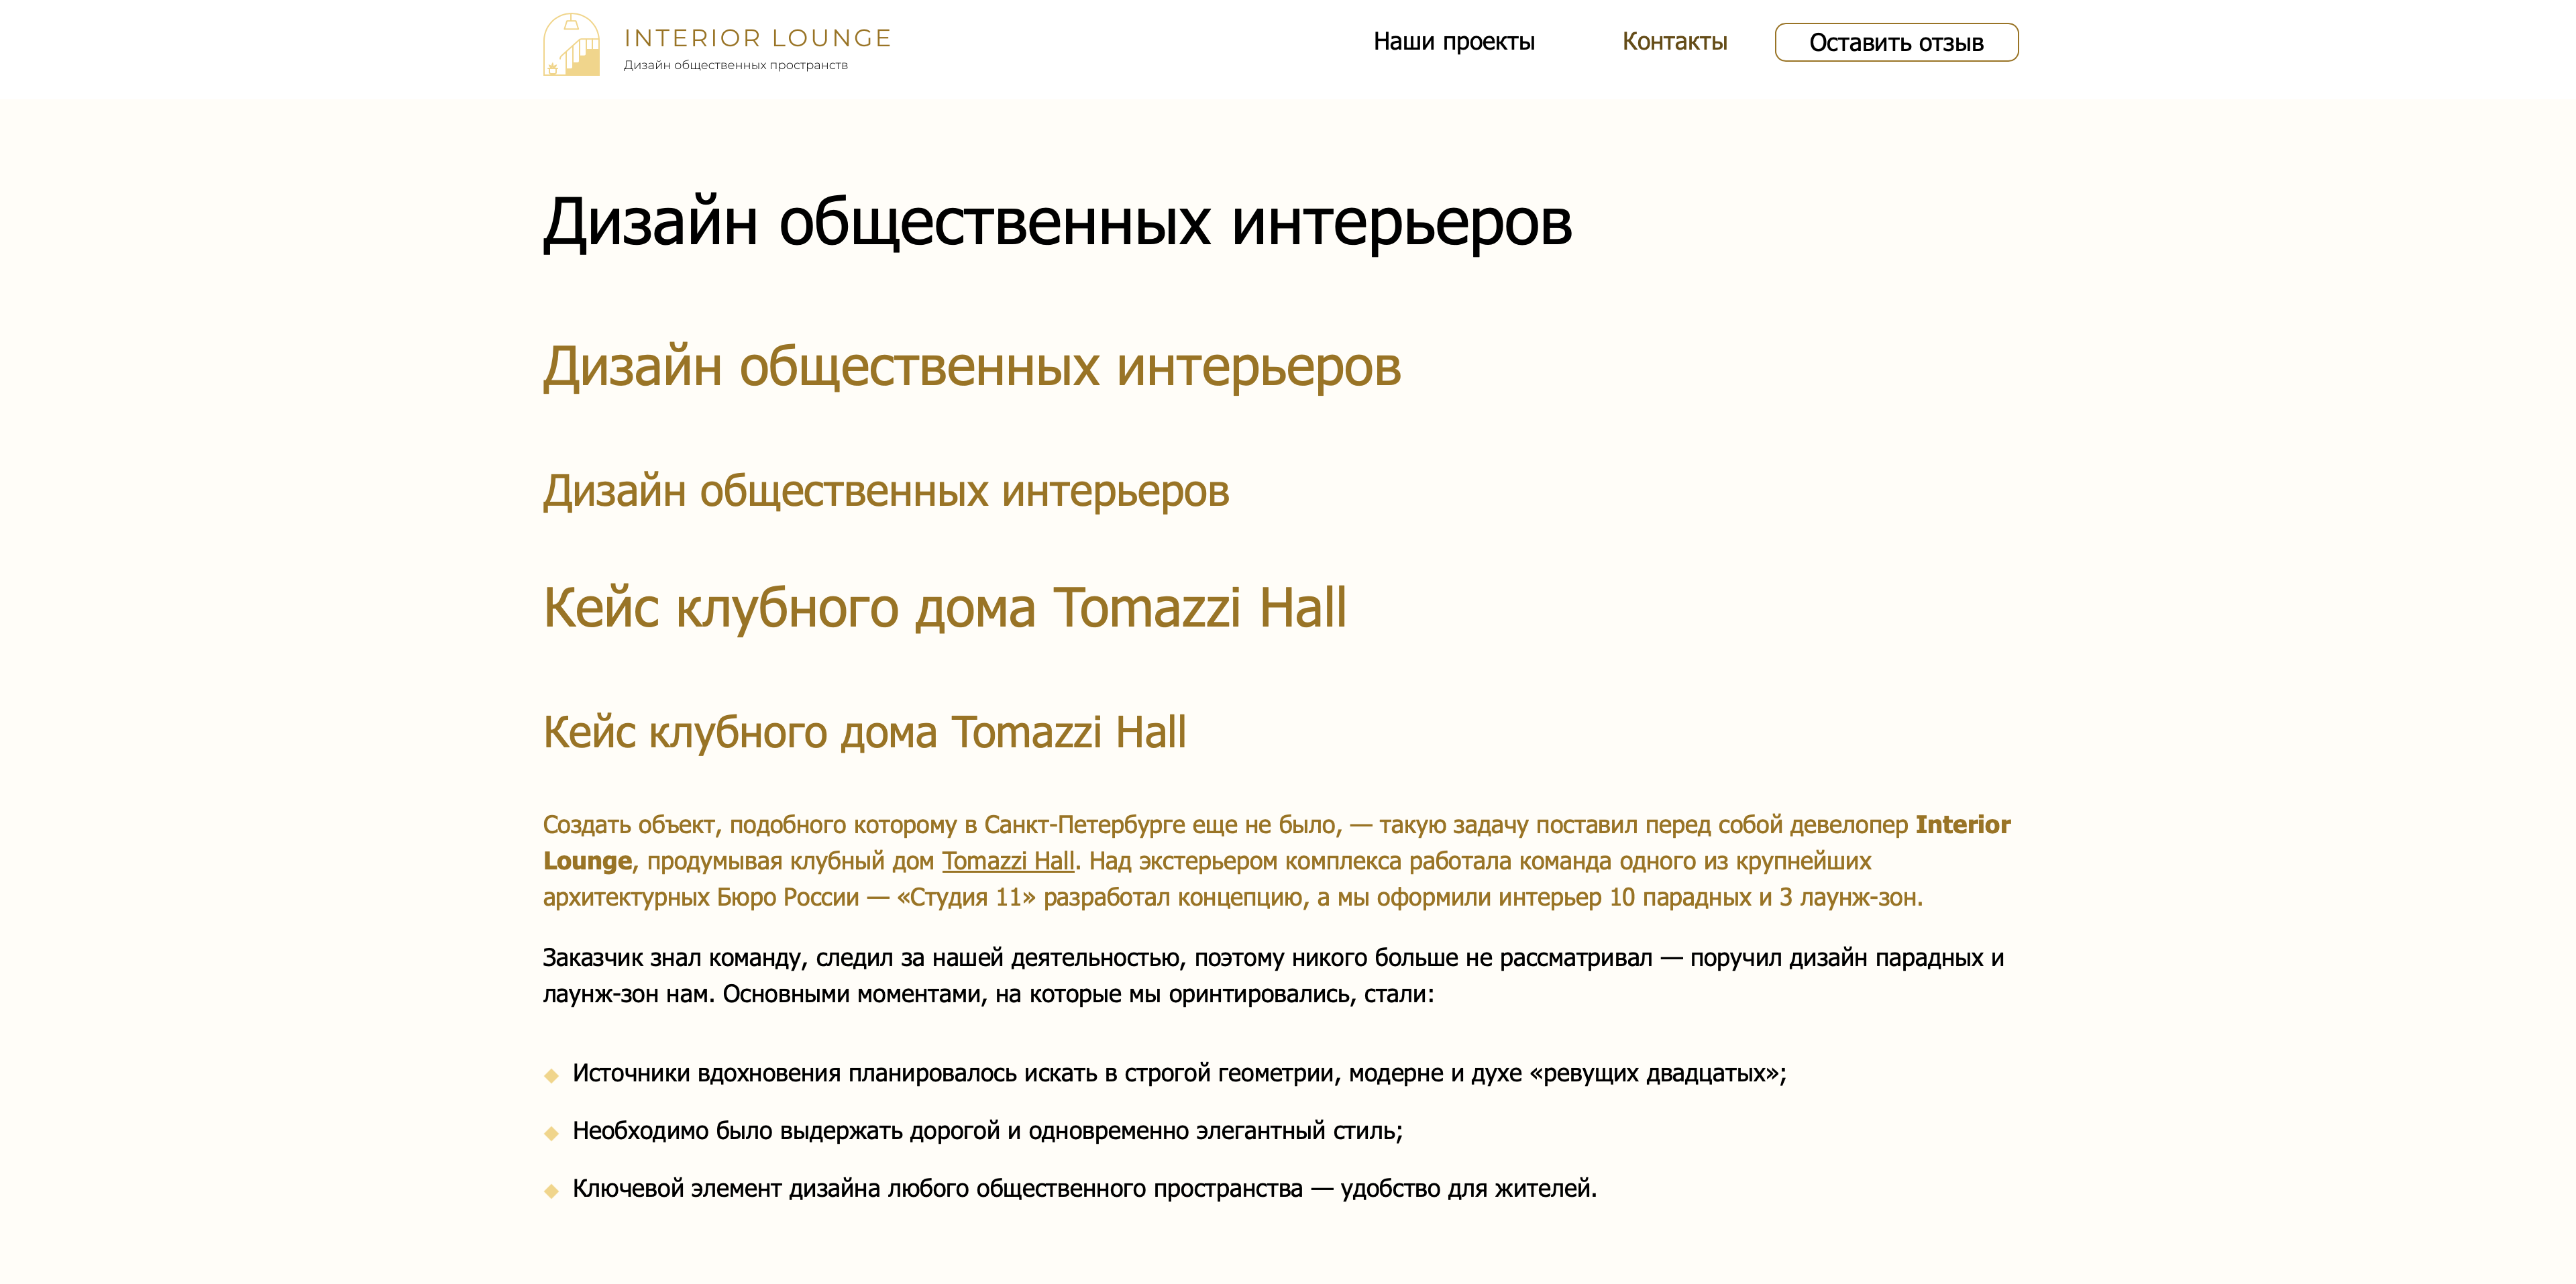 INTERIOR LOUNGE
Дизайн общественных пространств
Наши проекты
Контакты
Оставить отзыв
Дизайн общественных интерьеров
Дизайн общественных интерьеров
Дизайн общественных интерьеров
Кейс клубного дома Tomazzi Hall
Кейс клубного дома Tomazzi Hall
Создать объект, подобного которому в Санкт-Петербурге еще не было, — такую задачу поставил перед собой девелопер Interior
Lounge, продумывая клубный дом Tomazzi Hall. Над экстерьером комплекса работала команда одного из крупнейших
архитектурных Бюро России — «Студия 11» разработал концепцию, а мы оформили интерьер 10 парадных и 3 лаунж-зон.
Заказчик знал команду, следил за нашей деятельностью, поэтому никого больше не рассматривал — поручил дизайн парадных и
лаунж-зон нам. Основными моментами, на которые мы оринтировались, стали:
Источники вдохновения планировалось искать в строгой геометрии, модерне и духе «ревущих двадцатых»;
Необходимо было выдержать дорогой и одновременно элегантный стиль;
Ключевой элемент дизайна любого общественного пространства — удобство для жителей.